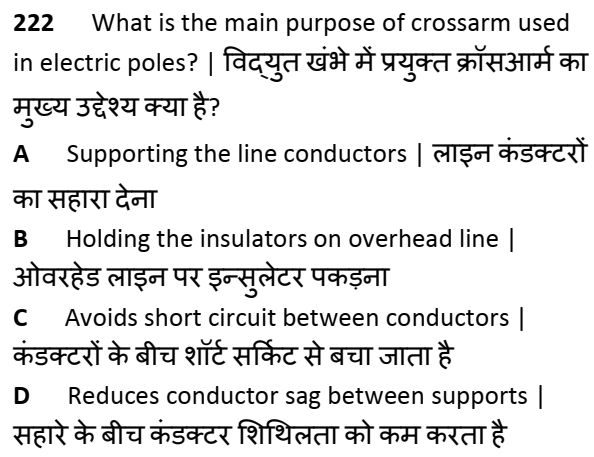 222 What is the main purpose of crossarm used
in electric poles? | विद्युत खंभे में प्रयुक्त क्रॉसआर्म का
मुख्य उद्देश्य क्या है?
A Supporting the line conductors | लाइन कंडक्टरों
का सहारा देना
B Holding the insulators on overhead line |
ओवरहेड लाइन पर इन्सुलेटर पकड़ना
C Avoids short circuit between conductors |
कंडक्टरों के बीच शॉर्ट सर्किट से बचा जाता है
D Reduces conductor sag between supports |
सहारे के बीच कंडक्टर शिथिलता को कम करता है